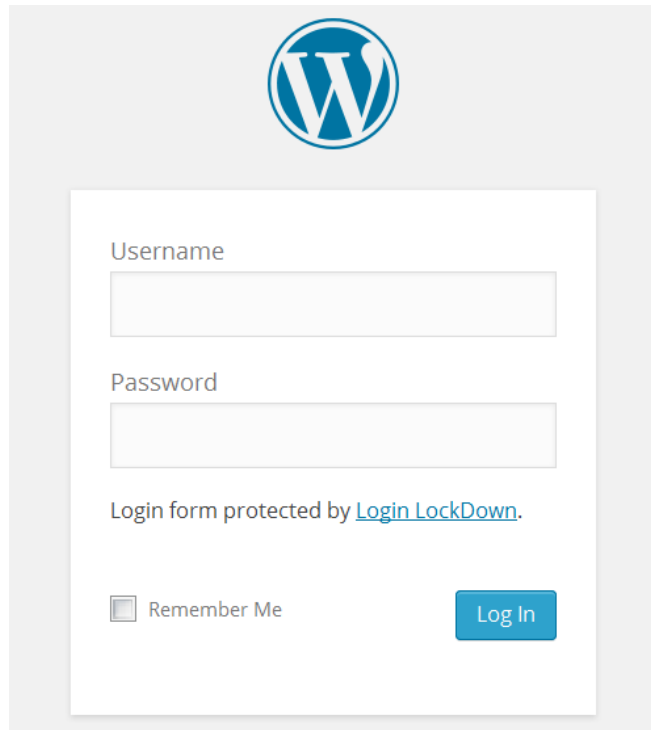 Username
Password
Login form protected by Login LockDown.
Remember Me
Log In